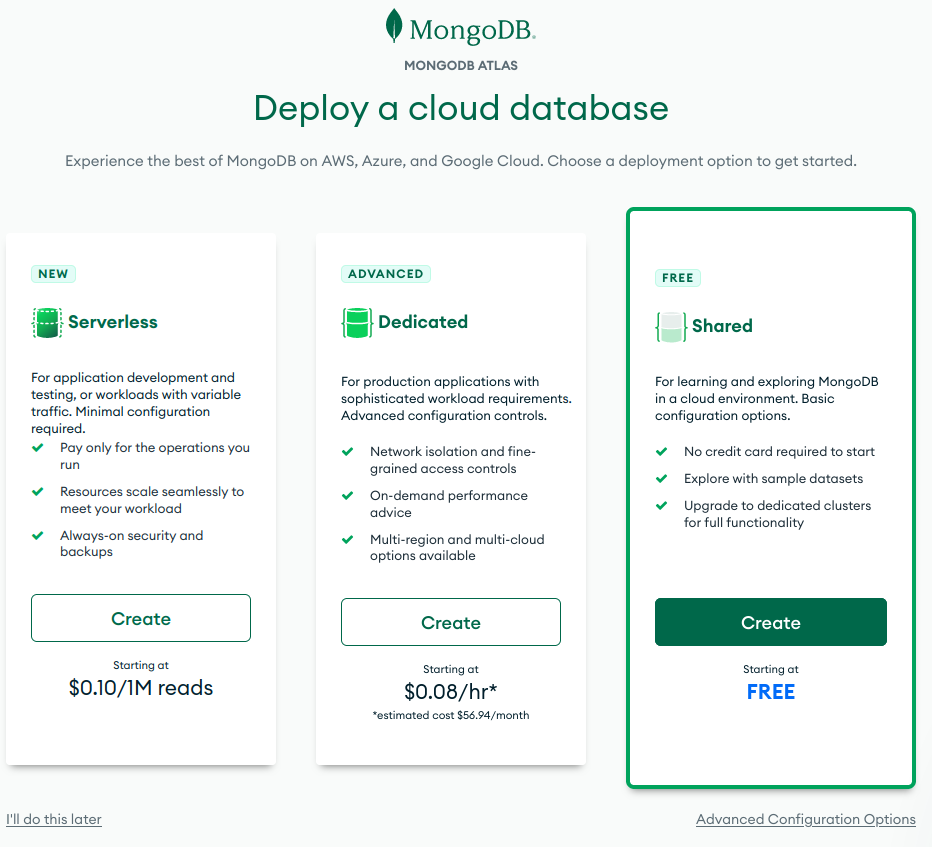 MongoDB®
MONGODB ATLAS
Deploy a cloud database
Experience the best of MongoDB on AWS, Azure, and Google Cloud. Choose a deployment option to get started.
NEW
Serverless
For application development and
testing, or workloads with variable
traffic. Minimal configuration
required.
Pay only for the operations you
run
Resources scale seamlessly to
meet your workload
Always-on security and
backups
Create
Starting at
$0.10/1M reads
ADVANCED
Dedicated
For production applications with
sophisticated workload requirements.
Advanced configuration controls.
Network isolation and fine-
grained access controls
On-demand performance
advice
Multi-region and multi-cloud
options available
Create
Starting at
$0.08/hr*
*estimated cost $56.94/month
FREE
Shared
For learning and exploring MongoDB
in a cloud environment. Basic
configuration options.
No credit card required to start
Explore with sample datasets
Upgrade to dedicated clusters
for full functionality
Create
Starting at
FREE
I'll do this later
Advanced Configuration Options